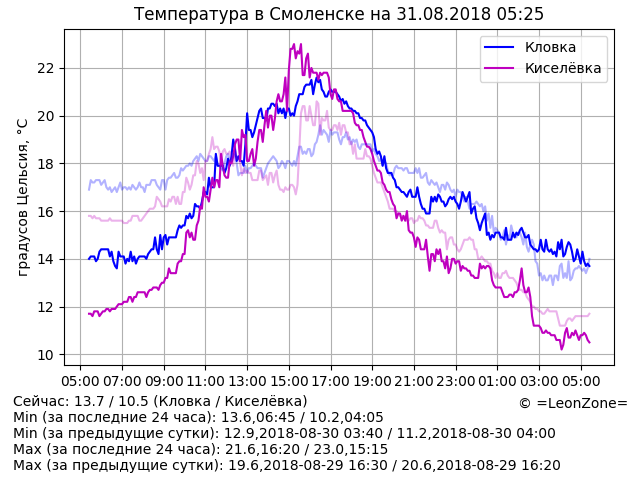 Температура в Смоленске на 31.08.2018 05:25
Кловка
Киселёвка
градусов Цельсия, °C
22
20
18
16
14
12
10
05:00 07:00 09:00 11:00 13:00 15:00 17:00 19:00 21:00 23:00 01:00 03:00 05:00
Сейчас: 13.7 / 10.5 (Кловка / Киселёвка)
© =LeonZone=
Min (за последние 24 часа): 13.6,06:45 / 10.2,04:05
Min (за предыдущие сутки): 12.9,2018-08-30 03:40 / 11.2,2018-08-30 04:00
Max (за последние 24 часа): 21.6,16:20 / 23.0,15:15
Max (за предыдущие сутки): 19.6,2018-08-29 16:30 / 20.6,2018-08-29 16:20